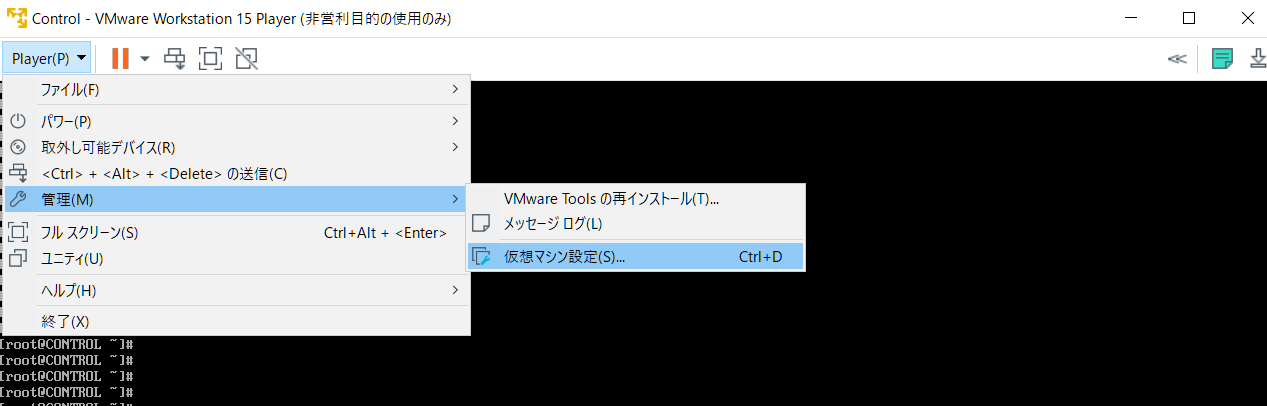 Control - VMware Workstation 15 Player (非営利目的の使用のみ)
Player(P)
ファイル(F)
パワー(P)
取外し可能デバイス(R)
<Ctrl> + <Alt> + <Delete> の送信(C)
管理(M)
VMware Tools の再インストール(T)...
メッセージ ログ(L)
フル スクリーン(S) Ctrl+Alt + <Enter>
仮想マシン設定(S)... Ctrl+D
ユニティ(U)
ヘルプ(H)
終了(X)
[root@CONTROL ~]#
[root@CONTROL ~]#
[root@CONTROL ~]#
[root@CONTROL ~]#
[root@CONTROL ~]#